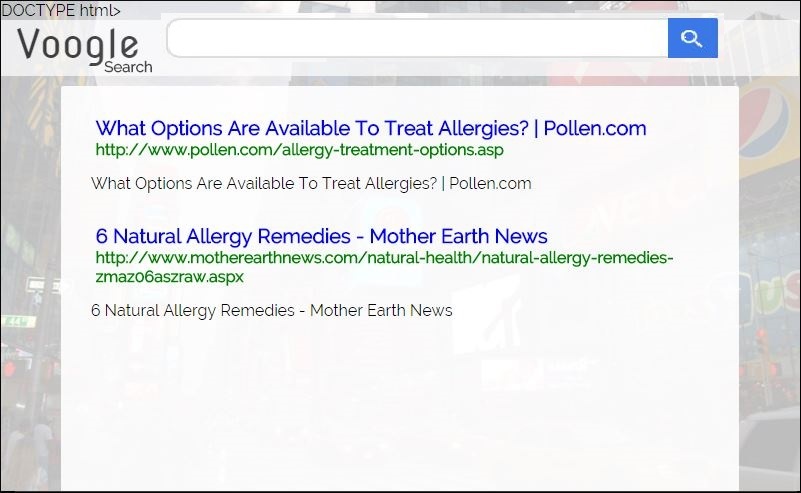 DOCTYPE html>
Voogle
Search
What Options Are Available To Treat Allergies? | Pollen.com
http://www.pollen.com/allergy-treatment-options.asp
What Options Are Available To Treat Allergies? | Pollen.com
6 Natural Allergy Remedies - Mother Earth News
http://www.motherearthnews.com/natural-health/natural-allergy-remedies-
zmaz06aszraw.aspx
6 Natural Allergy Remedies - Mother Earth News